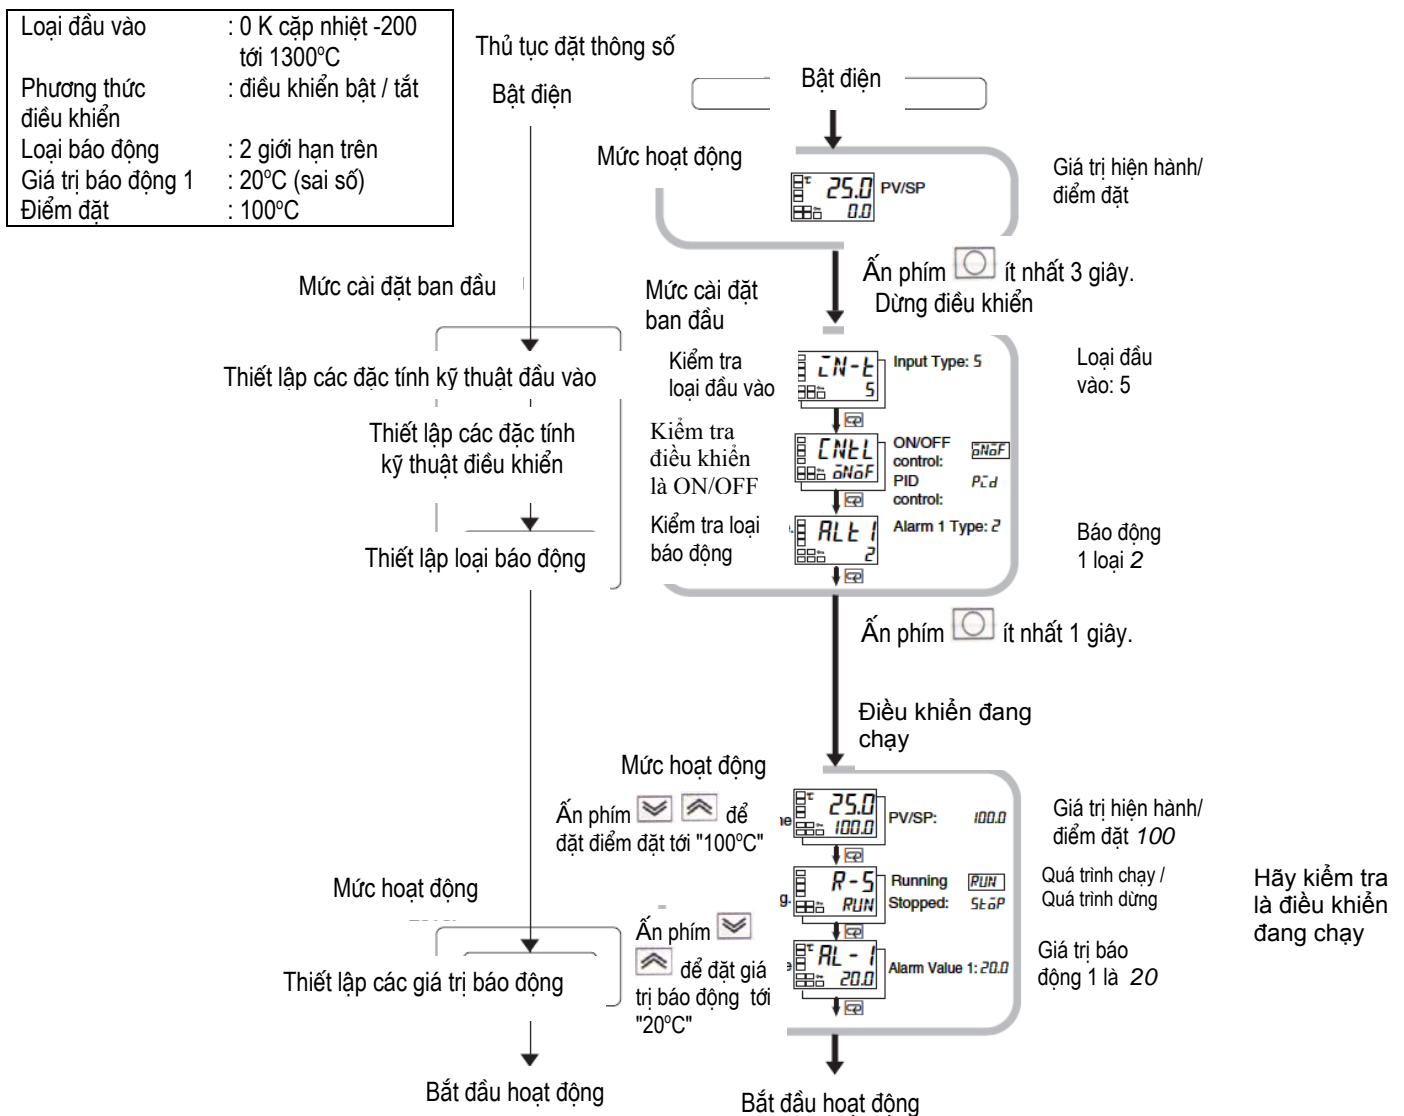 Loại đầu vào : 0 K cặp nhiệt -200
tới 1300ºC
Phương thức : điều khiển bật / tắt
điều khiển
Loại báo động : 2 giới hạn trên
Giá trị báo động 1 : 20ºC (sai số)
Điểm đặt : 100ºC
Thủ tục đặt thông số
Bật điện
Bật điện
Mức hoạt động
25.0
0.0
PV/SP
Giá trị hiện hành/
điểm đặt
Ấn phím ít nhất 3 giây.
Dừng điều khiển
Mức cài đặt ban đầu
Mức cài đặt
ban đầu
Thiết lập các đặc tính kỹ thuật đầu vào
Kiểm tra
loại đầu vào
IN-t
5
Input Type: 5
Loại đầu
vào: 5
Thiết lập các đặc tính
kỹ thuật điều khiển
Kiểm tra
điều khiển
là ON/OFF
CNtL
oNoF
ON/OFF
control: oNoF
PID
control: Pid
Thiết lập loại báo động
Kiểm tra loại
báo động
ALt1
2
Alarm 1 Type: 2
Báo động
1 loại 2
Ấn phím ít nhất 1 giây.
Điều khiển đang
chạy
Mức hoạt động
Ấn phím để
đặt điểm đặt tới "100ºC"
25.0
100.0
PV/SP: 100.0
Giá trị hiện hành/
điểm đặt 100
Mức hoạt động
R-S
RUN
Running RUN
Stopped: StoP
Quá trình chạy /
Quá trình dừng
Hãy kiểm tra
là điều khiển
đang chạy
Thiết lập các giá trị báo động
Ấn phím
để đặt giá
trị báo động tới
"20ºC"
AL-1
20.0
Alarm Value 1: 20.0
Giá trị báo
động 1 là 20
Bắt đầu hoạt động
Bắt đầu hoạt động